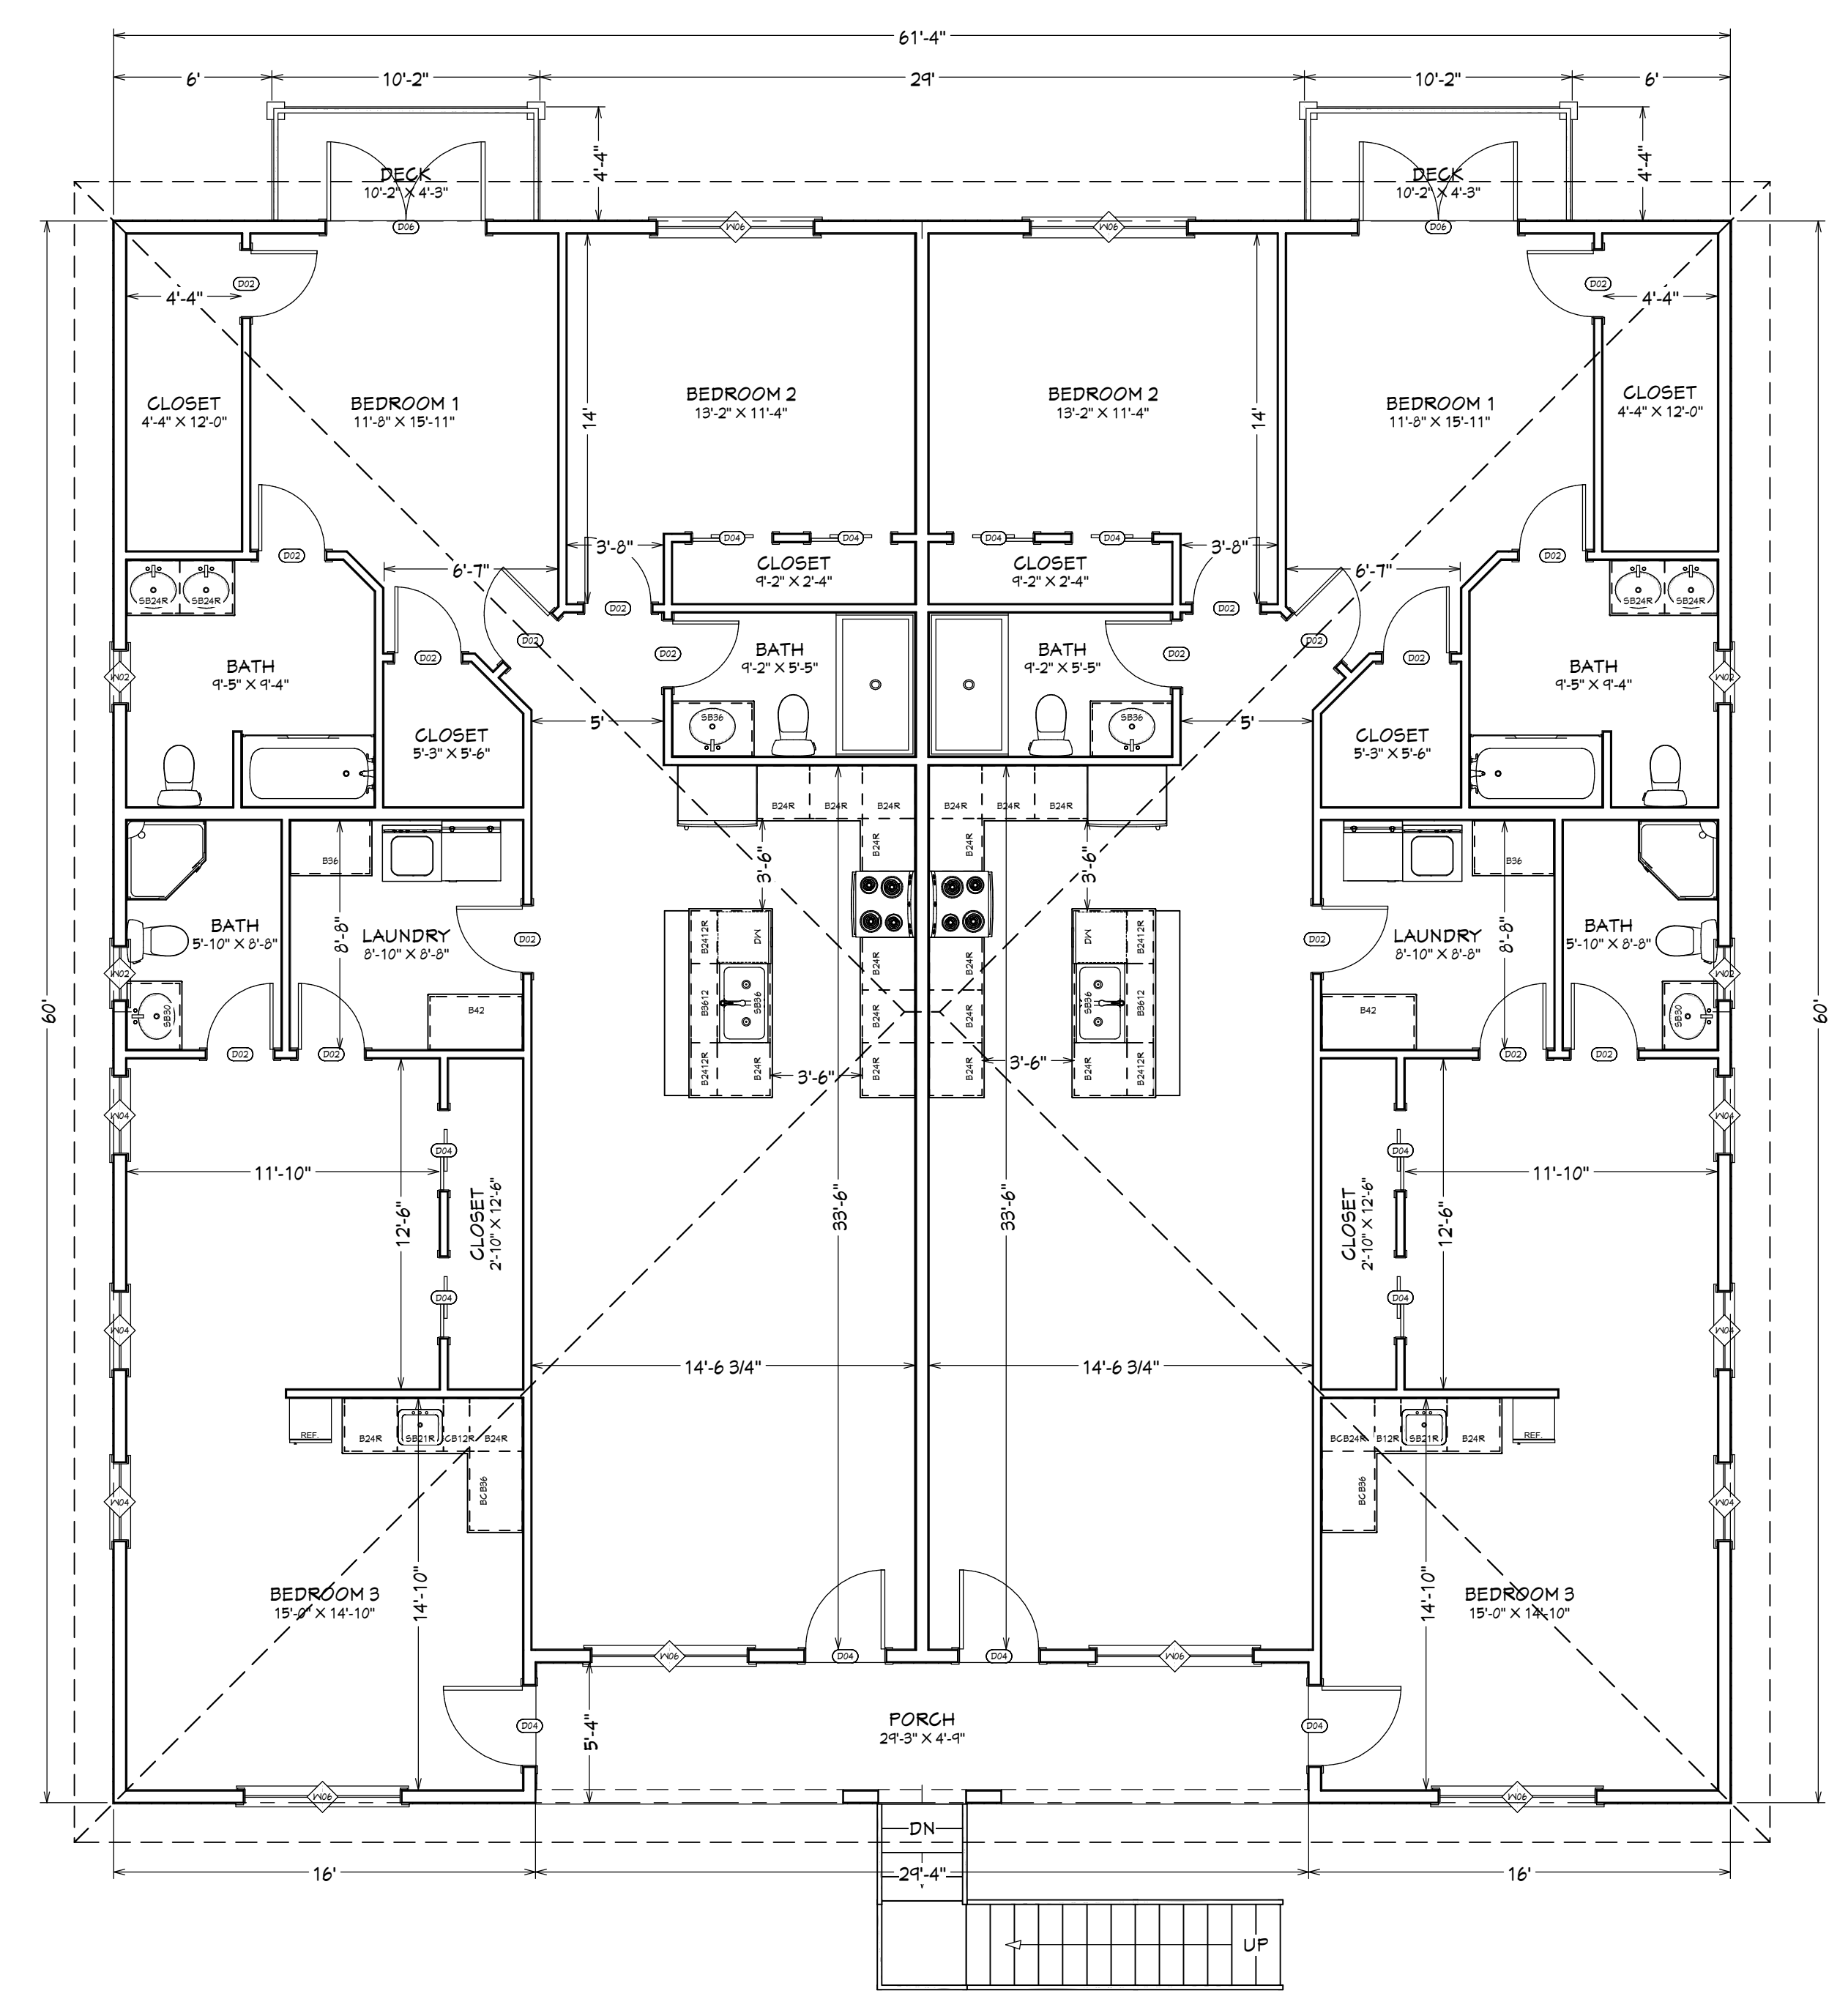 61'-4"
6' 10'-2" 29' 10'-2" 6'
4'-4" 4'-4"
DECK DECK
10'-2" X 4'-3" 10'-2" X 4'-3"
D06 W06 W06 D06
D02 D02
4'-4" 4'-4"
CLOSET BEDROOM 1 14' BEDROOM 2 BEDROOM 2 14' BEDROOM 1 CLOSET
4'-4" X 12'-0" 11'-8" X 15'-11" 13'-2" X 11'-4" 13'-2" X 11'-4" 11'-8" X 15'-11" 4'-4" X 12'-0"
D04 D04 D04 D04
D02 3'-8" 3'-8" D02
6'-7" CLOSET CLOSET 6'-7"
9'-2" X 2'-4" 9'-2" X 2'-4"
SB24R SB24R D02 D02 SB24R SB24R
D02 D02
D02 D02 BATH BATH D02 D02
9'-2" X 5'-5" 9'-2" X 5'-5"
BATH BATH
W02 9'-5" X 9'-4" 9'-5" X 9'-4" W02
5' SB36 SB36 5'
CLOSET CLOSET
5'-3" X 5'-6" 5'-3" X 5'-6"
B24R B24R B24R B24R B24R B24R
B24R B24R
B36 3'-6" 3'-6" B36
BATH BATH
5'-10" X 8'-8" 8'-8" LAUNDRY D02 D02 LAUNDRY 8'-8" 5'-10" X 8'-8"
8'-10" X 8'-8" 8'-10" X 8'-8"
B2412R DW B24R B24R DW B2412R
W02 W02
60' SB30 B42 B3612 SB36 B24R B24R SB36 B3612 B42 SB30 60'
D02 D02 D02 D02
B2412R B24R 3'-6" B24R B24R 3'-6" B24R B2412R
W04 W04
D04 D04
11'-10" 11'-10"
12'-6" CLOSET 33'-6" 33'-6" CLOSET 12'-6"
2'-10" X 12'-6" 2'-10" X 12'-6"
D04 D04
W04 W04
14'-6 3/4" 14'-6 3/4"
REF. B24R SB21R CB12R B24R BCB24R B12R SB21R B24R REF.
BCB36 BCB36
W04 W04
BEDROOM 3 14'-10" 14'-10" BEDROOM 3
15'-0" X 14'-10" 15'-0" X 14'-10"
W06 D04 D04 W06
D04 5'-4" PORCH D04
29'-3" X 4'-9"
W06 W06
DN
16' 29'-4" 16'
UP